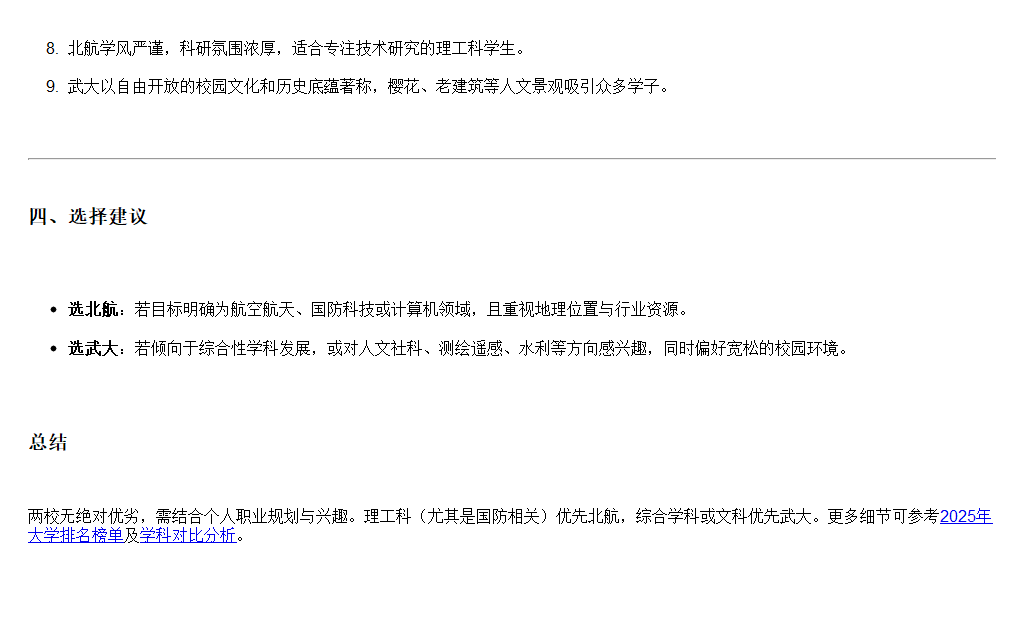 8. 北航学风严谨，科研氛围浓厚，适合专注技术研究的理工科学生。
9. 武大以自由开放的校园文化和历史底蕴著称，樱花、老建筑等人文景观吸引众多学子。
四、选择建议
• 选北航：若目标明确为航空航天、国防科技或计算机领域，且重视地理位置与行业资源。
• 选武大：若倾向于综合性学科发展，或对人文社科、测绘遥感、水利等方向感兴趣，同时偏好宽松的校园环境。
总结
两校无绝对优劣，需结合个人职业规划与兴趣。理工科（尤其是国防相关）优先北航，综合学科或文科优先武大。更多细节可参考2025年
大学排名榜单及学科对比分析。